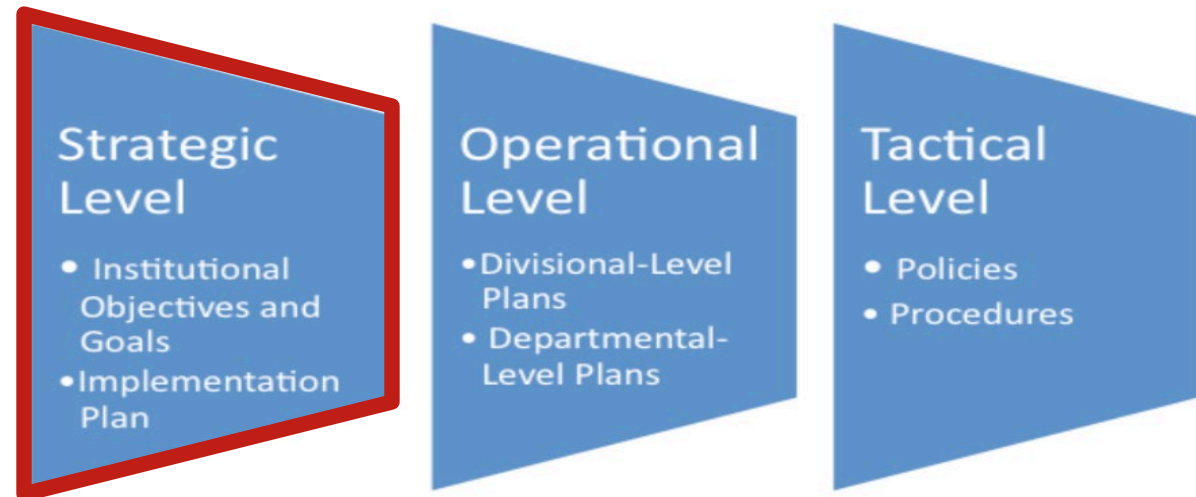 Strategic
Level
• Institutional
Objectives and
Goals
•Implementation
Plan
Operational
Level
•Divisional-Level
Plans
• Departmental-
Level Plans
Tactical
Level
• Policies
• Procedures